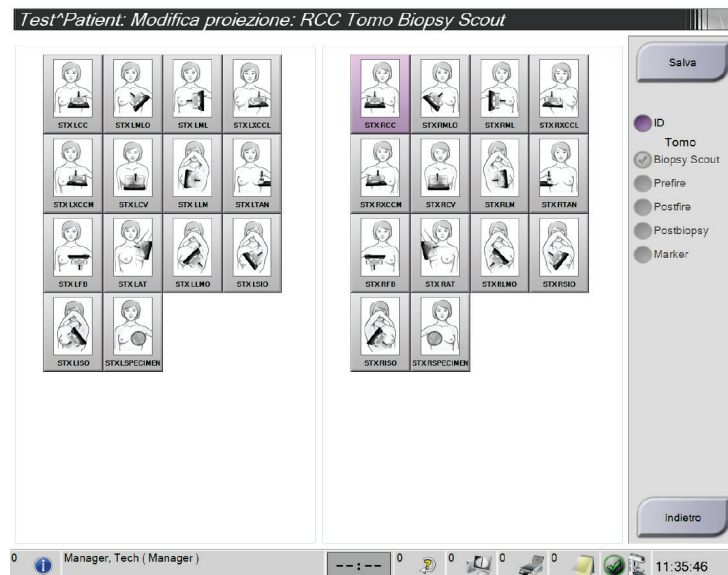 Test^Patient: Modifica proiezione: RCC Tomo Biopsy Scout
STX LCC STX LMLO STX LML STX LXCCL
STX LXCCM STX LCV STX LLM STX LTAN
STX LFB STX LAT STX LLMO STX LSIO
STX LISO STX LSPECIMEN
STX RCC STX RMLO STX RML STX RXCCL
STX RXCCM STX RCV STX RLM STX RTAN
STX RFB STX RAT STX RLMO STX RSIO
STX RISO STX RSPECIMEN
Salva
ID
Tomo
Biopsy Scout
Prefire
Postfire
Postbiopsy
Marker
Indietro
0 Manager, Tech ( Manager ) --:-- 0 0 0 0 11:35:46